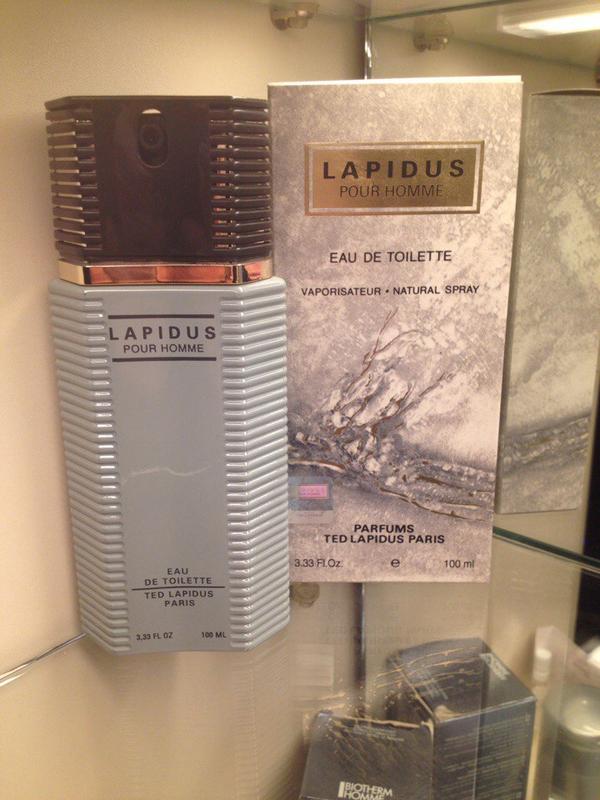 LAPIDUS
POUR HOMME
EAU
DE TOILETTE
TED LAPIDUS
PARIS
3,33 FL OZ 100 ML
LAPIDUS
POUR HOMME
EAU DE TOILETTE
VAPORISATEUR • NATURAL SPRAY
PARFUMS
TED LAPIDUS PARIS
3.33 Fl.Oz. e 100 ml
BIOTHERM
HOMME